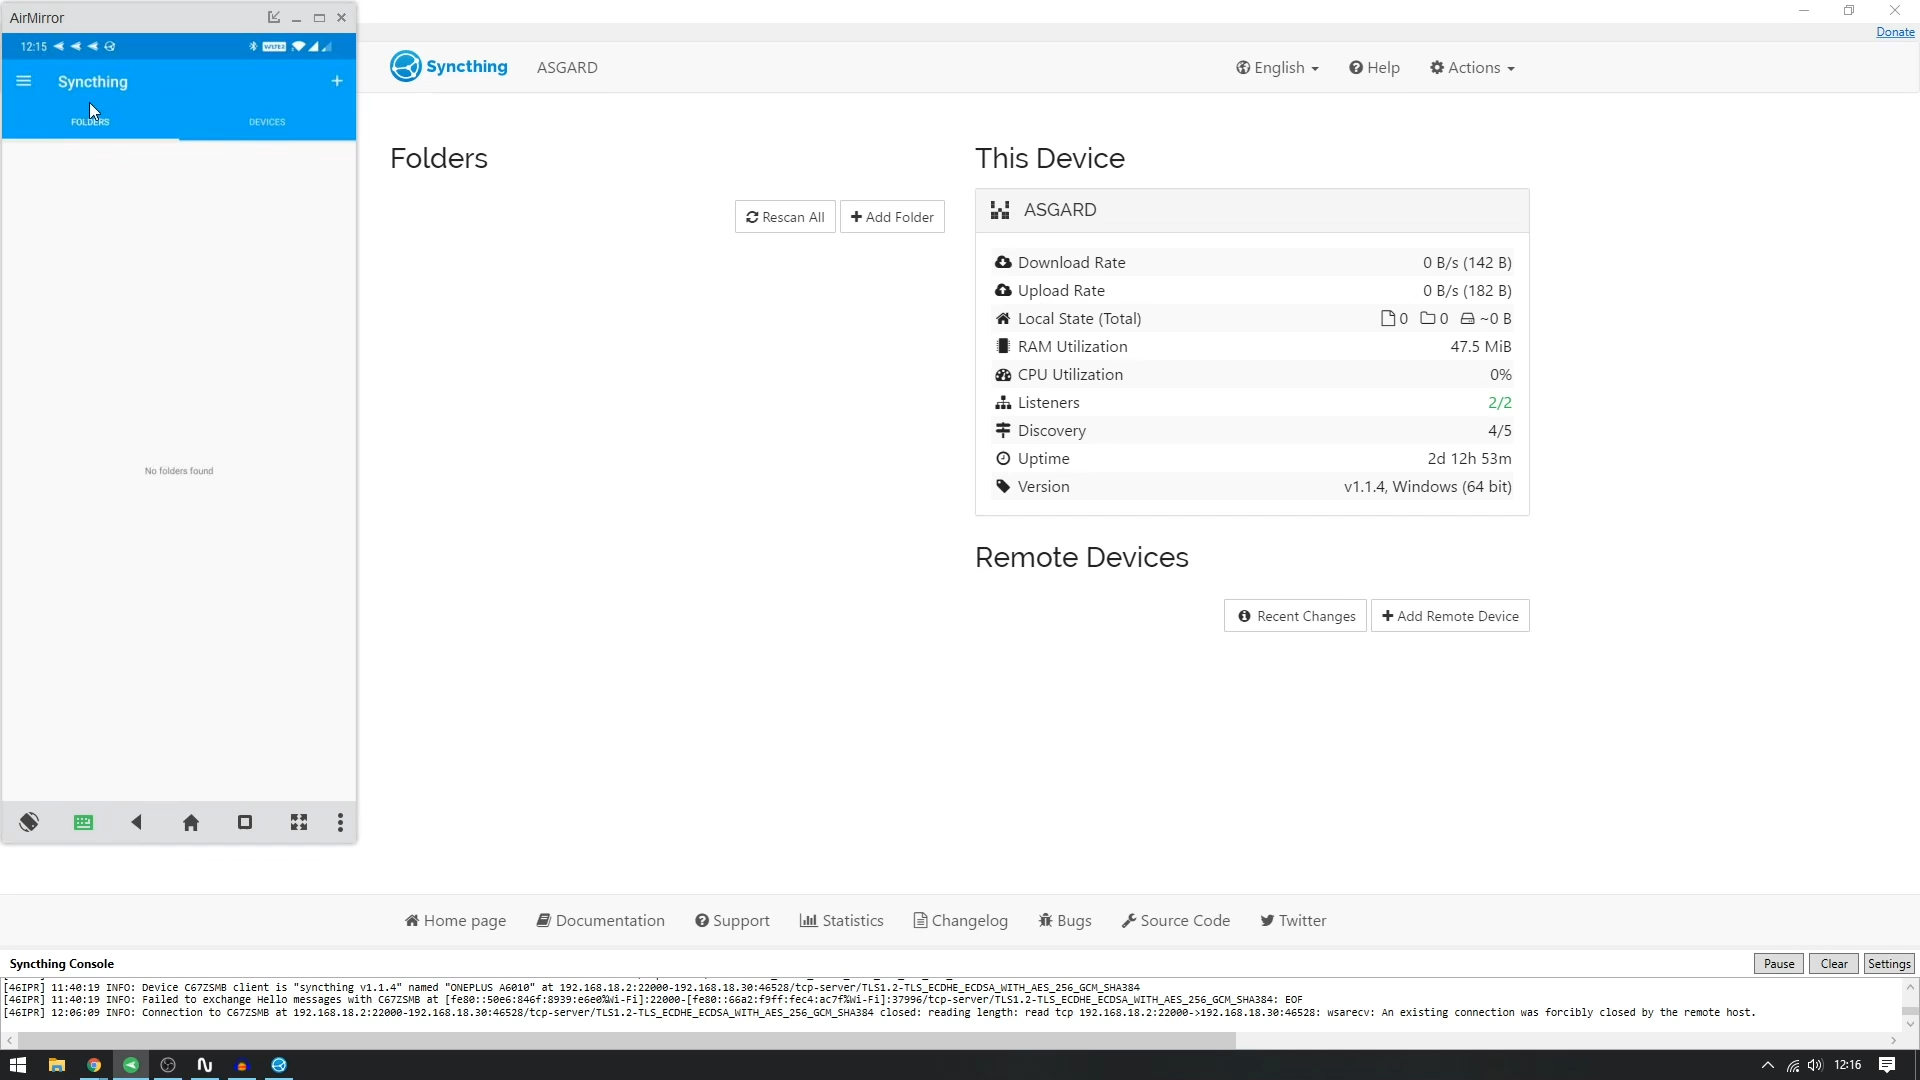 AirMirror
12:15
VoLTE 2
Syncthing
FOLDERS
DEVICES
No folders found
Donate
Syncthing
ASGARD
English
Help
Actions
Folders
Rescan All
Add Folder
This Device
ASGARD
Download Rate 0 B/s (142 B)
Upload Rate 0 B/s (182 B)
Local State (Total) 0 0 ~0 B
RAM Utilization 47.5 MiB
CPU Utilization 0%
Listeners 2/2
Discovery 4/5
Uptime 2d 12h 53m
Version v1.1.4, Windows (64 bit)
Remote Devices
Recent Changes
Add Remote Device
Home page
Documentation
Support
Statistics
Changelog
Bugs
Source Code
Twitter
Syncthing Console
Pause
Clear
Settings
[46IPR] 11:40:19 INFO: Device C67ZSMB client is "syncthing v1.1.4" named "ONEPLUS A6010" at 192.168.18.2:22000-192.168.18.30:46528/tcp-server/TLS1.2-TLS_ECDHE_ECDSA_WITH_AES_256_GCM_SHA384
[46IPR] 11:40:19 INFO: Failed to exchange Hello messages with C67ZSMB at [fe80::50e6:846f:8939:e6e0%Wi-Fi]:22000-[fe80::66a2:f9ff:fec4:ac7f%Wi-Fi]:37996/tcp-server/TLS1.2-TLS_ECDHE_ECDSA_WITH_AES_256_GCM_SHA384: EOF
[46IPR] 12:06:09 INFO: Connection to C67ZSMB at 192.168.18.2:22000-192.168.18.30:46528/tcp-server/TLS1.2-TLS_ECDHE_ECDSA_WITH_AES_256_GCM_SHA384 closed: reading length: read tcp 192.168.18.2:22000->192.168.18.30:46528: wsarecv: An existing connection was forcibly closed by the remote host.
12:16